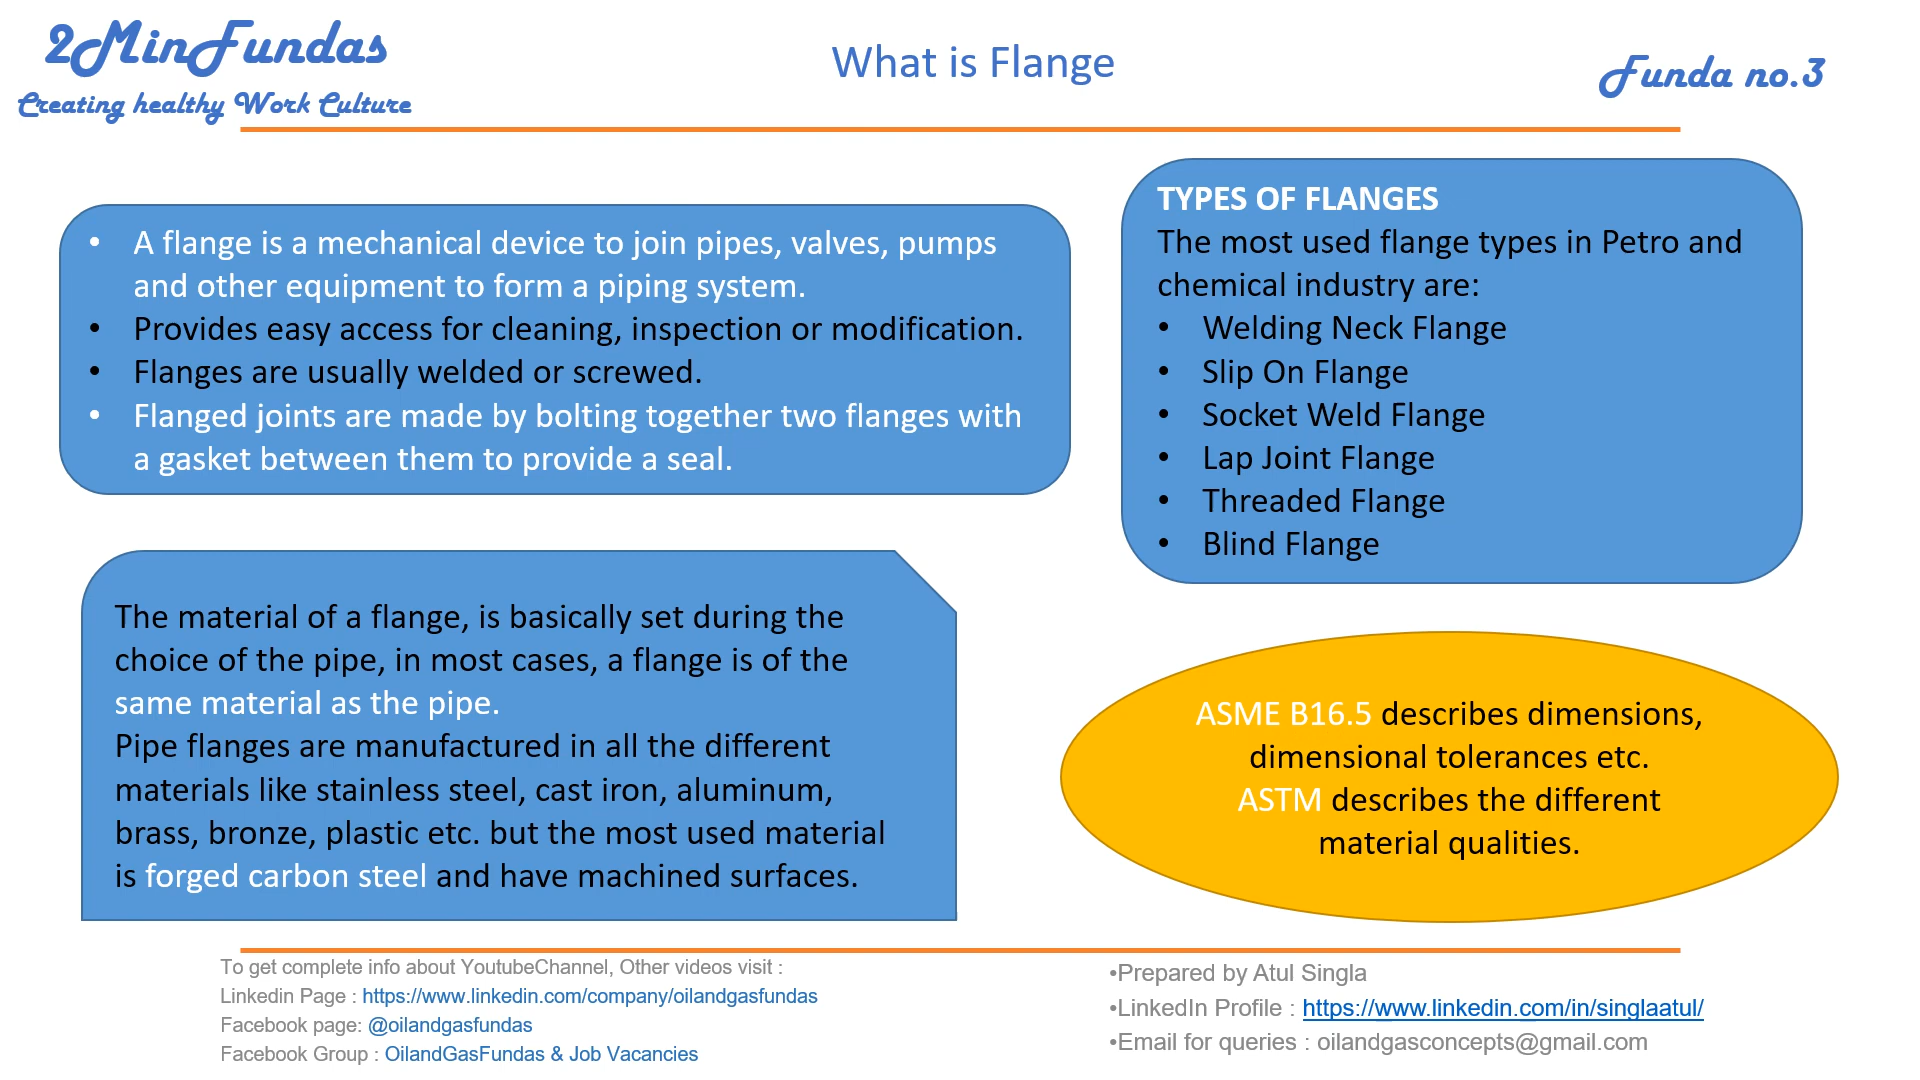 2MinFundas
Creating healthy Work Culture
What is Flange
Funda no.3
• A flange is a mechanical device to join pipes, valves, pumps
and other equipment to form a piping system.
• Provides easy access for cleaning, inspection or modification.
• Flanges are usually welded or screwed.
• Flanged joints are made by bolting together two flanges with
a gasket between them to provide a seal.
TYPES OF FLANGES
The most used flange types in Petro and
chemical industry are:
• Welding Neck Flange
• Slip On Flange
• Socket Weld Flange
• Lap Joint Flange
• Threaded Flange
• Blind Flange
The material of a flange, is basically set during the
choice of the pipe, in most cases, a flange is of the
same material as the pipe.
Pipe flanges are manufactured in all the different
materials like stainless steel, cast iron, aluminum,
brass, bronze, plastic etc. but the most used material
is forged carbon steel and have machined surfaces.
ASME B16.5 describes dimensions,
dimensional tolerances etc.
ASTM describes the different
material qualities.
To get complete info about YoutubeChannel, Other videos visit :
Linkedin Page : https://www.linkedin.com/company/oilandgasfundas
Facebook page: @oilandgasfundas
Facebook Group : OilandGasFundas & Job Vacancies
•Prepared by Atul Singla
•LinkedIn Profile : https://www.linkedin.com/in/singlaatul/
•Email for queries : oilandgasconcepts@gmail.com